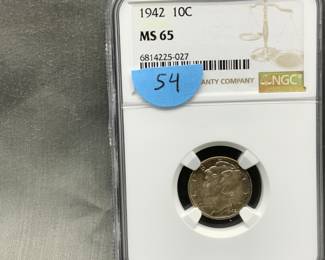 1942 10C
MS 65
6814225-027
54
ANTY COMPANY
NGC